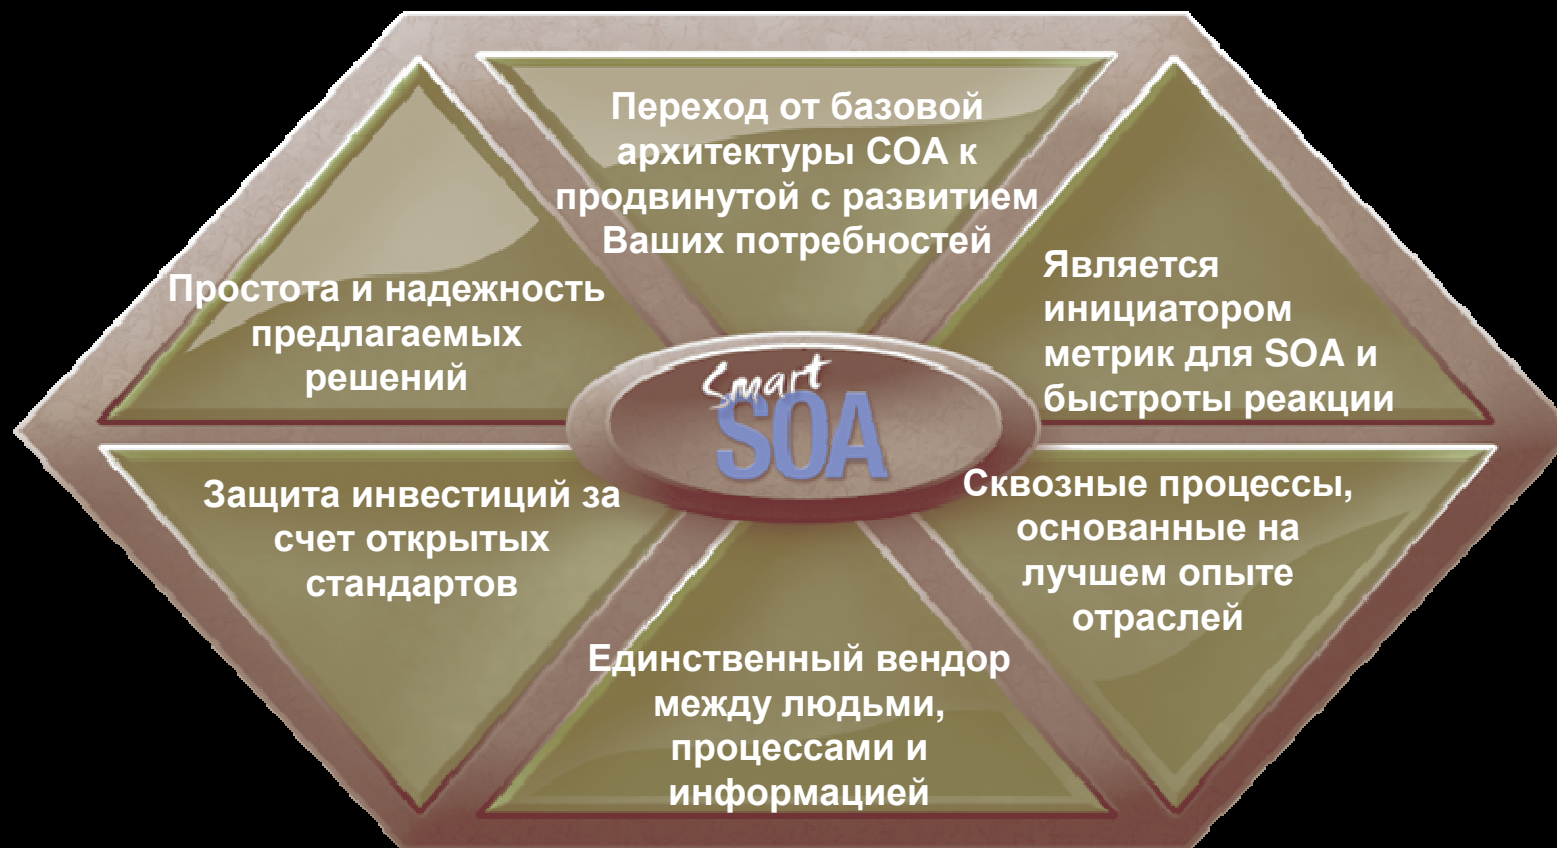 Переход от базовой
архитектуры СОА к
продвинутой с развитием
Ваших потребностей
Простота и надежность
предлагаемых
решений
Является
инициатором
метрик для SOA и
быстроты реакции
Smart
SOA
Защита инвестиций за
счет открытых
стандартов
Сквозные процессы,
основанные на
лучшем опыте
отраслей
Единственный вендор
между людьми,
процессами и
информацией